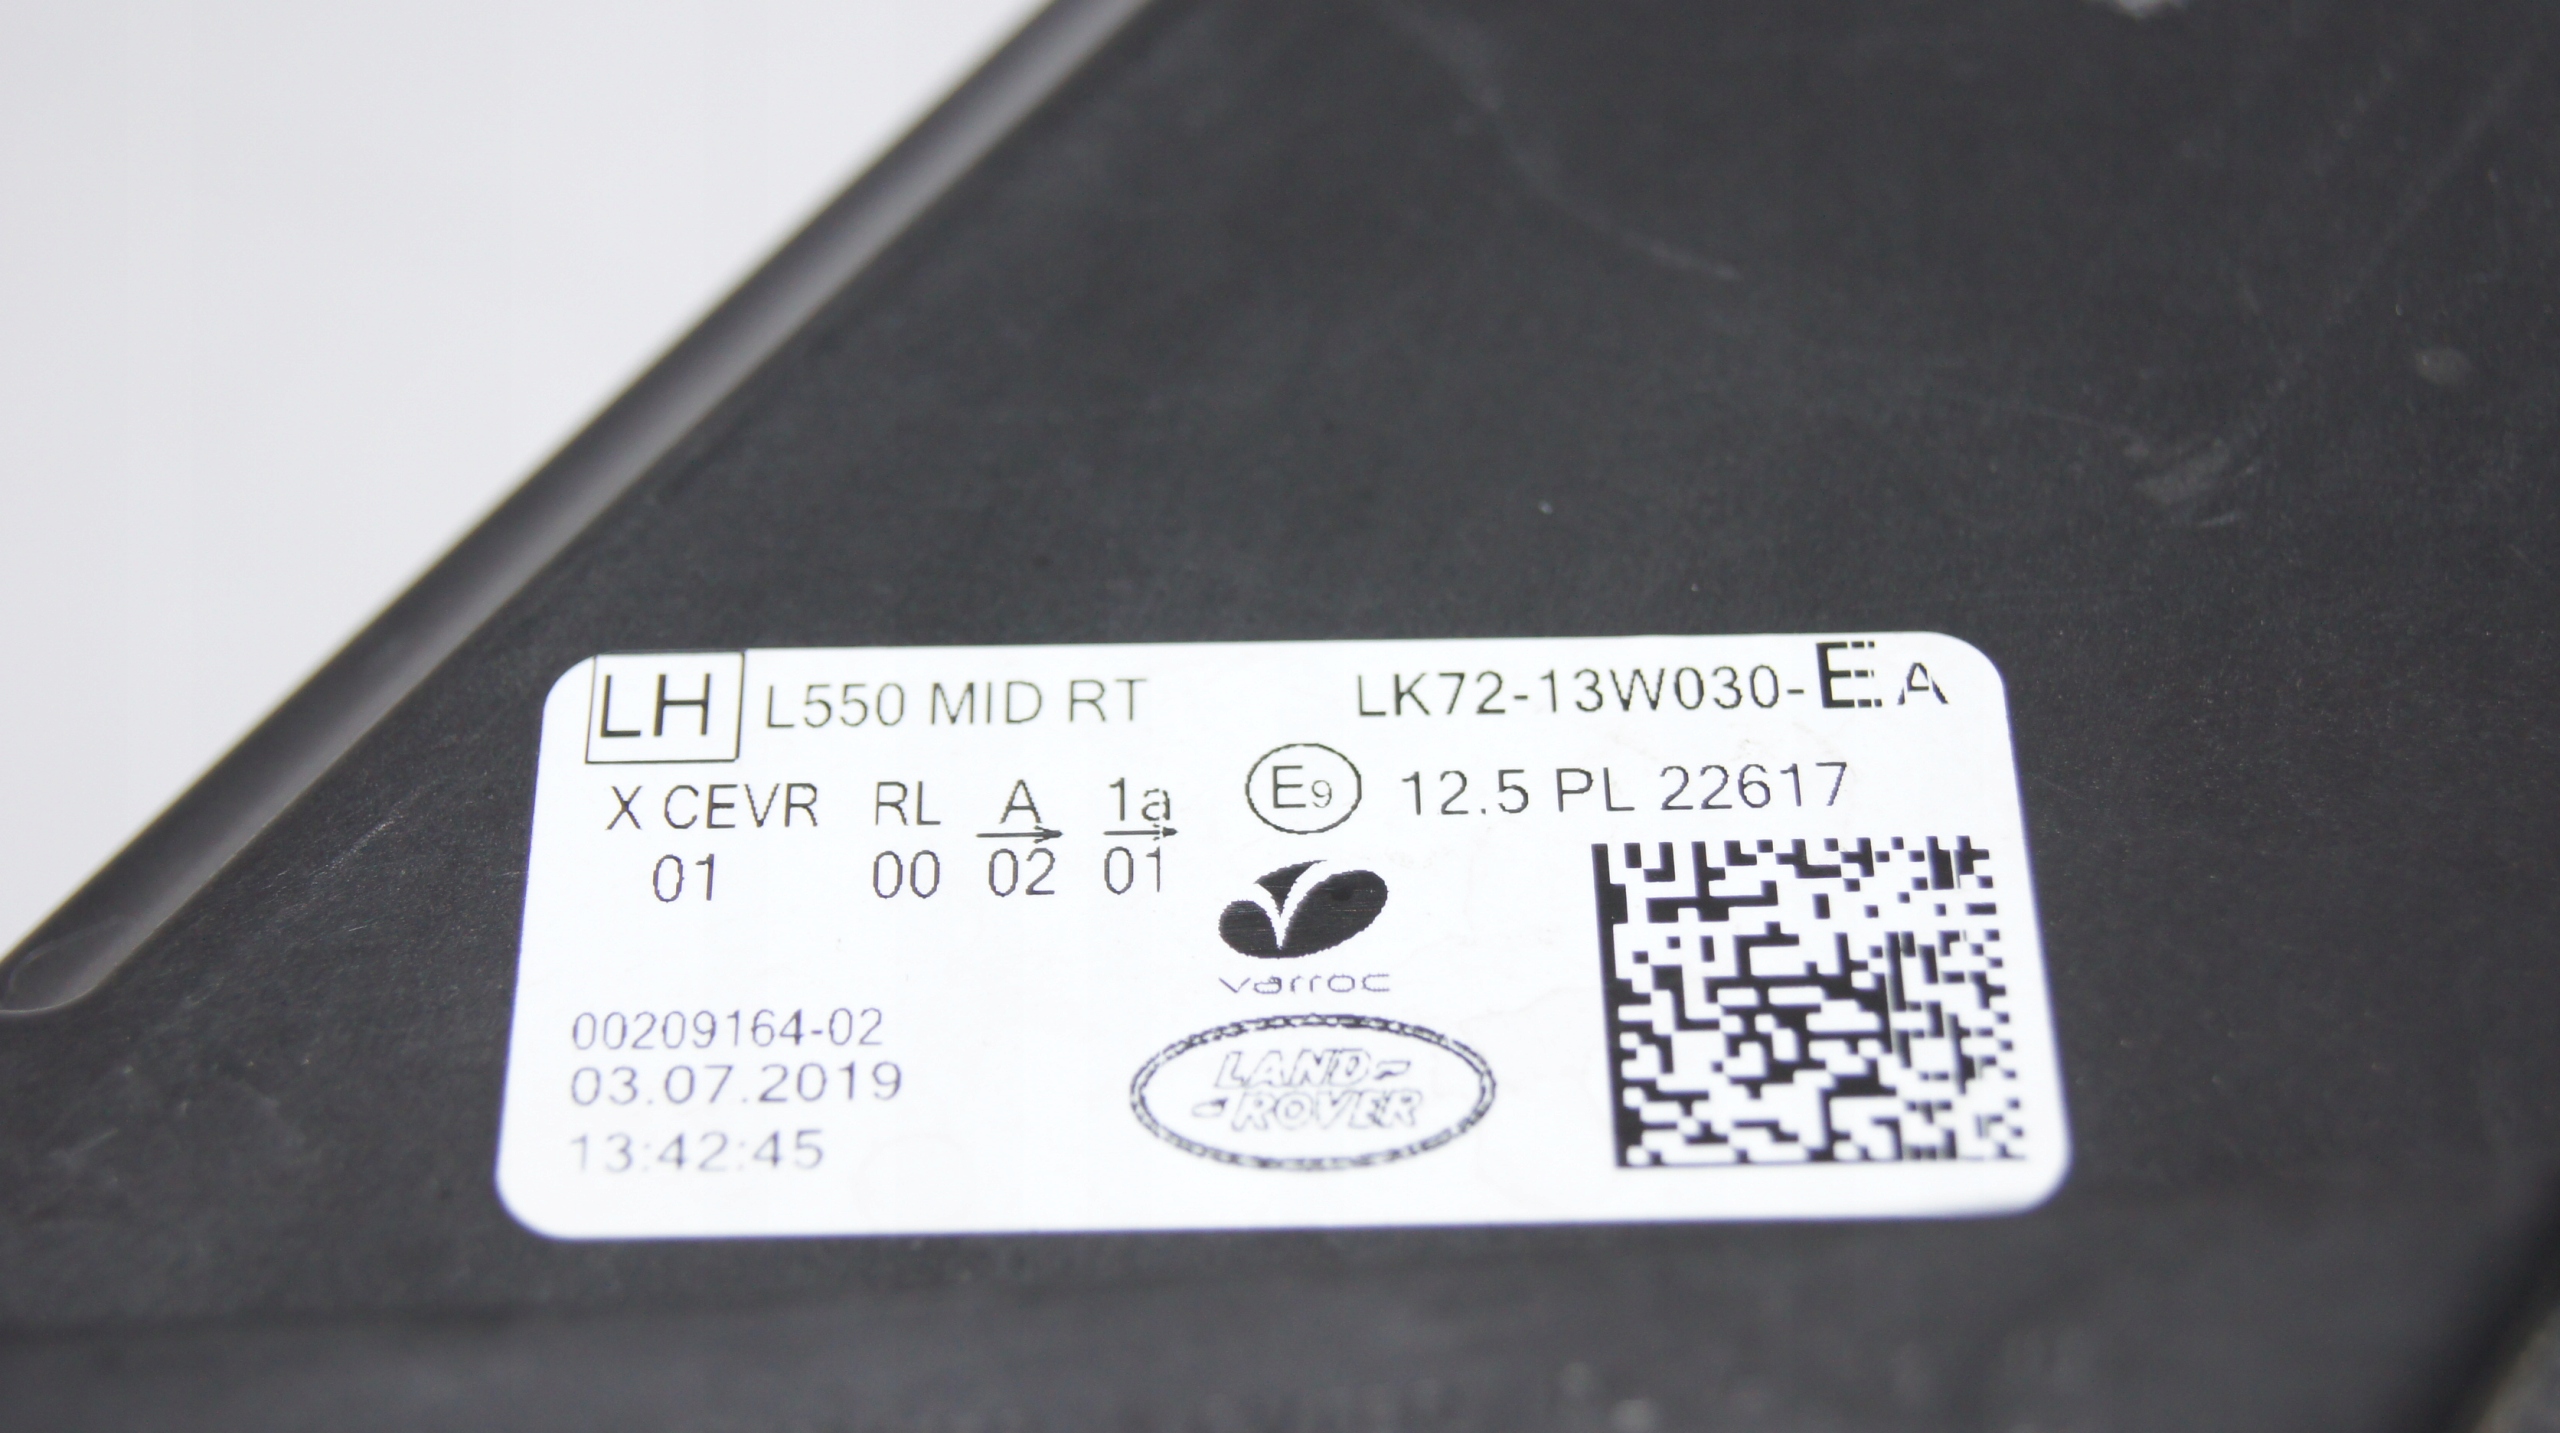 LH L550 MID RT LK72-13W030-EA
X CEVR RL A 1a E9 12.5 PL 22617
01 00 02 01
varroc
00209164-02
03.07.2019
13:42:45
LAND-
-ROVER